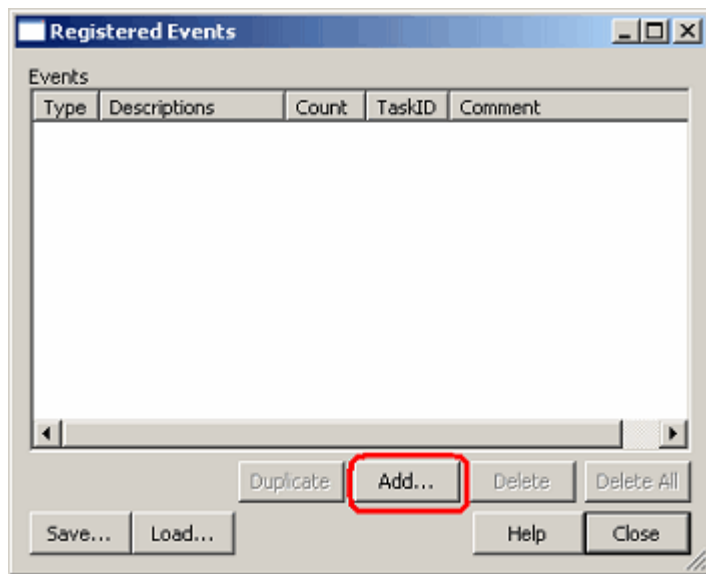 Registered Events
Events
Type Descriptions Count TaskID Comment
Duplicate Add... Delete Delete All
Save... Load... Help Close